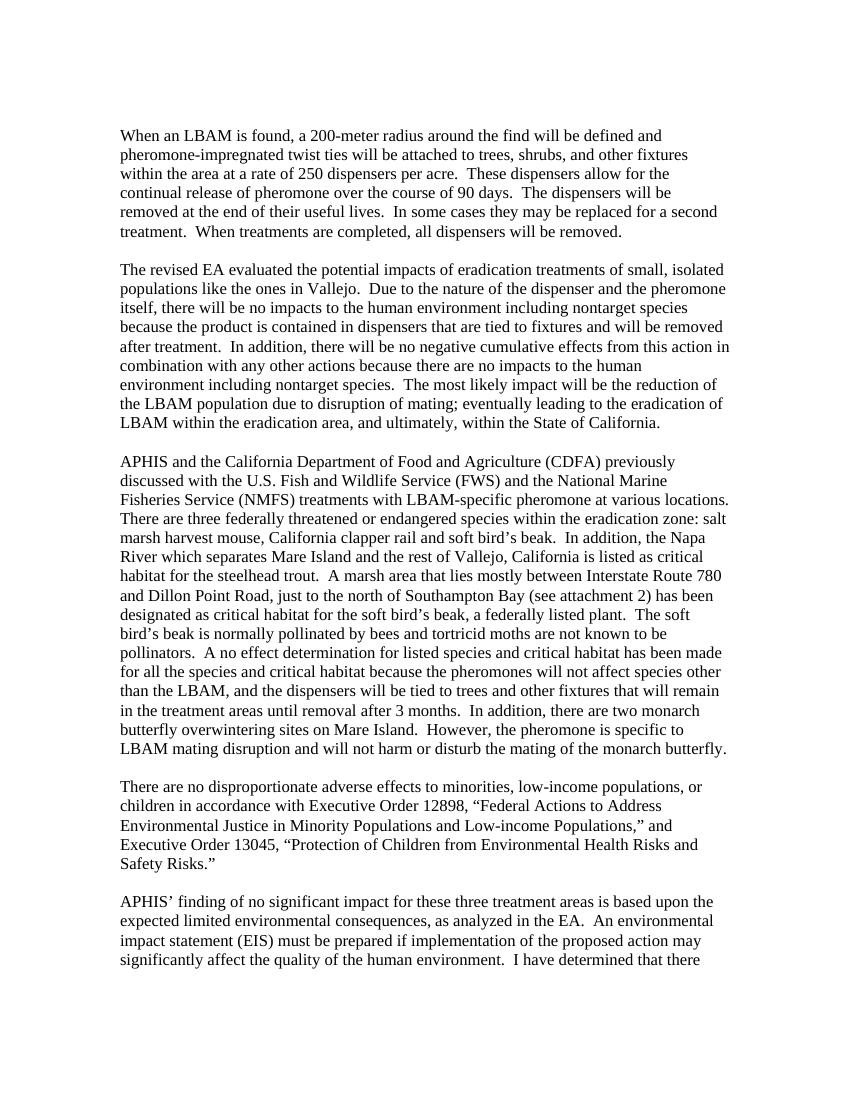 When an LBAM is found, a 200-meter radius around the find will be defined and
pheromone-impregnated twist ties will be attached to trees, shrubs, and other fixtures
within the area at a rate of 250 dispensers per acre.  These dispensers allow for the
continual release of pheromone over the course of 90 days.  The dispensers will be
removed at the end of their useful lives.  In some cases they may be replaced for a second
treatment.  When treatments are completed, all dispensers will be removed.

The revised EA evaluated the potential impacts of eradication treatments of small, isolated
populations like the ones in Vallejo.  Due to the nature of the dispenser and the pheromone
itself, there will be no impacts to the human environment including nontarget species
because the product is contained in dispensers that are tied to fixtures and will be removed
after treatment.  In addition, there will be no negative cumulative effects from this action in
combination with any other actions because there are no impacts to the human
environment including nontarget species.  The most likely impact will be the reduction of
the LBAM population due to disruption of mating; eventually leading to the eradication of
LBAM within the eradication area, and ultimately, within the State of California.

APHIS and the California Department of Food and Agriculture (CDFA) previously
discussed with the U.S. Fish and Wildlife Service (FWS) and the National Marine
Fisheries Service (NMFS) treatments with LBAM-specific pheromone at various locations.
There are three federally threatened or endangered species within the eradication zone: salt
marsh harvest mouse, California clapper rail and soft bird’s beak.  In addition, the Napa
River which separates Mare Island and the rest of Vallejo, California is listed as critical
habitat for the steelhead trout.  A marsh area that lies mostly between Interstate Route 780
and Dillon Point Road, just to the north of Southampton Bay (see attachment 2) has been
designated as critical habitat for the soft bird’s beak, a federally listed plant.  The soft
bird’s beak is normally pollinated by bees and tortricid moths are not known to be
pollinators.  A no effect determination for listed species and critical habitat has been made
for all the species and critical habitat because the pheromones will not affect species other
than the LBAM, and the dispensers will be tied to trees and other fixtures that will remain
in the treatment areas until removal after 3 months.  In addition, there are two monarch
butterfly overwintering sites on Mare Island.  However, the pheromone is specific to
LBAM mating disruption and will not harm or disturb the mating of the monarch butterfly.

There are no disproportionate adverse effects to minorities, low-income populations, or
children in accordance with Executive Order 12898, “Federal Actions to Address
Environmental Justice in Minority Populations and Low-income Populations,” and
Executive Order 13045, “Protection of Children from Environmental Health Risks and
Safety Risks.”

APHIS’ finding of no significant impact for these three treatment areas is based upon the
expected limited environmental consequences, as analyzed in the EA.  An environmental
impact statement (EIS) must be prepared if implementation of the proposed action may
significantly affect the quality of the human environment.  I have determined that there